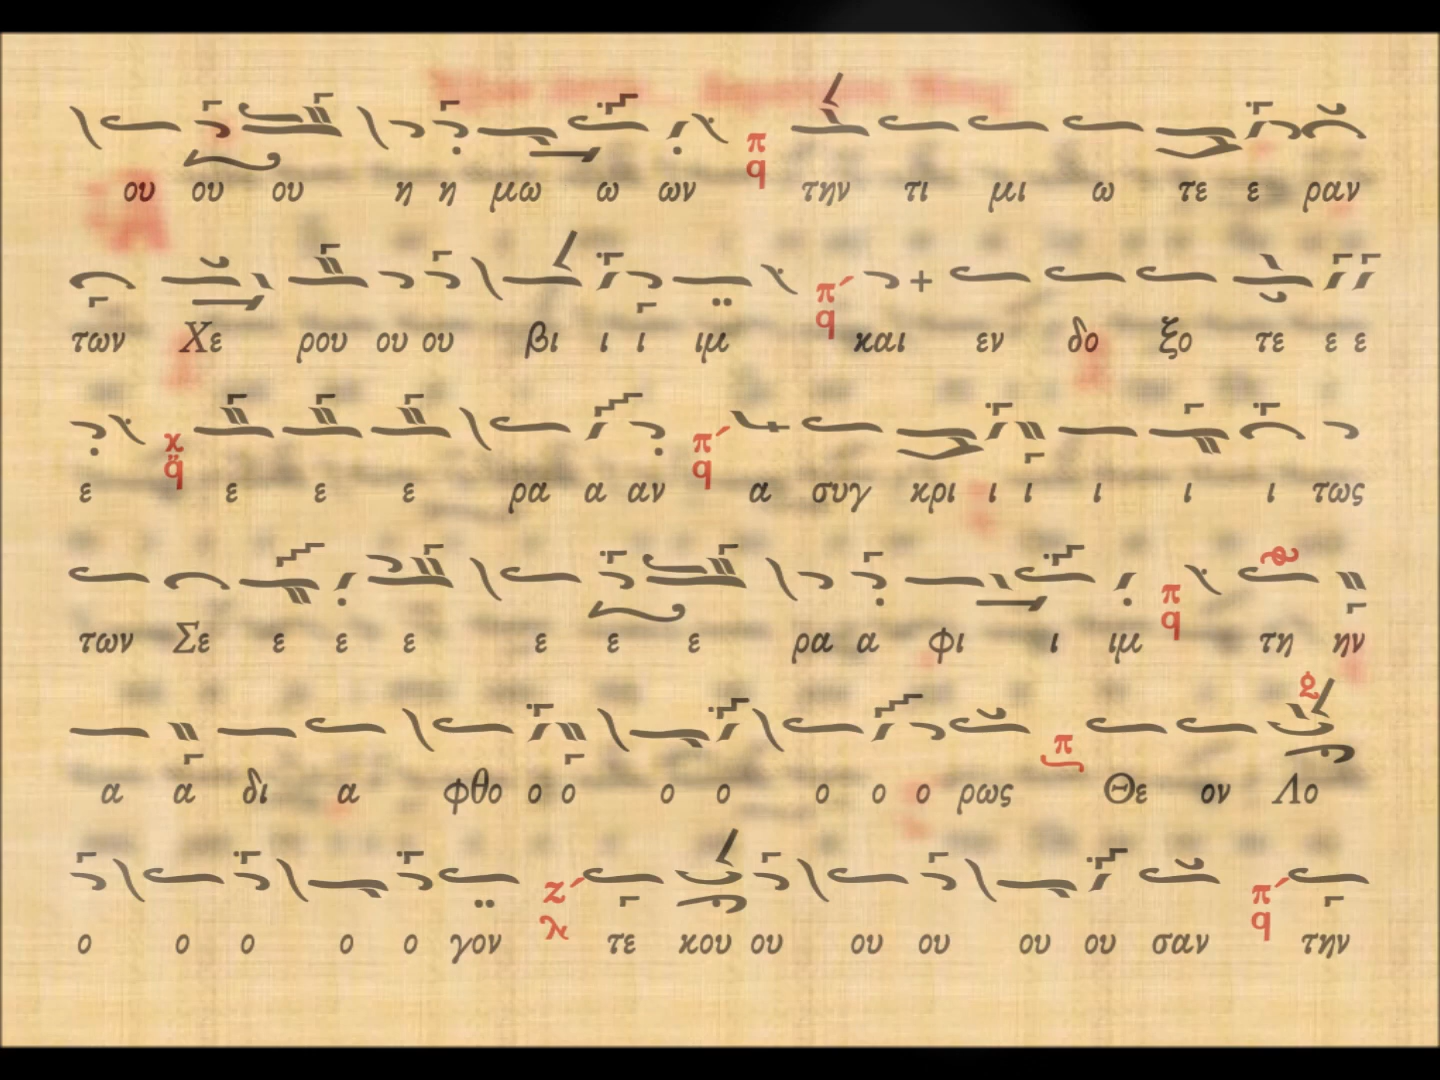 ου ου ου η η μω ω ων π q την τι μι ω τε ε ραν
των Χε ρου ου ου βι ι ι ιμ π q και εν δο ξο τε ε ε
ε κ q ε ε ε ρα α αν π q α συγ κρι ι ι ι ι ι τως
των Σε ε ε ε ε ε ε ρα α φι ι ιμ π q τη ην
α α δι α φθο ο ο ο ο ο ο ο ρως π Θε ον Λο
ο ο ο ο ο γον z λ τε κου ου ου ου ου ου σαν π q την